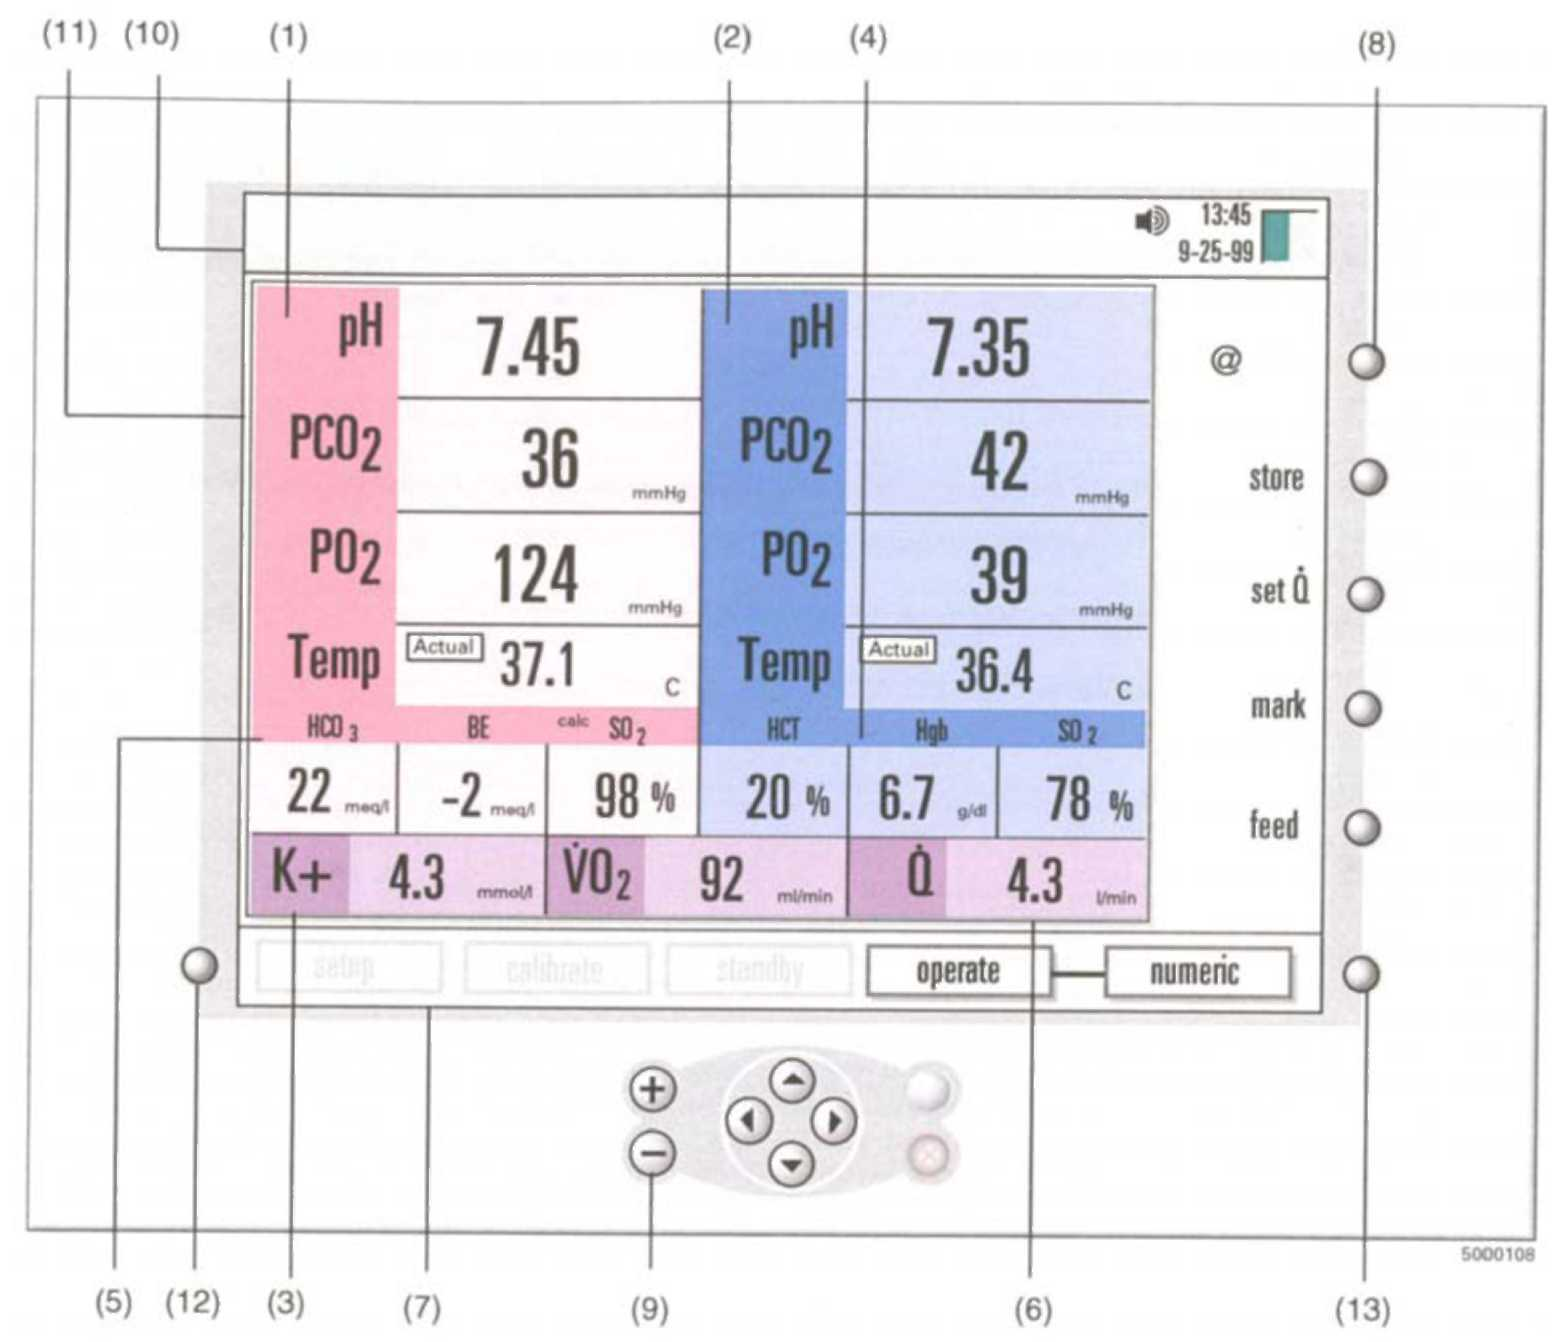 (11) (10) (1) (2) (4) (8)
13:45
9-25-99
pH 7.45 pH 7.35 @
PCO2 36 mmHg PCO2 42 mmHg store
PO2 124 mmHg PO2 39 mmHg set Q̇
Temp Actual 37.1 C Temp Actual 36.4 C mark
HCO3 BE calc SO2 HCT Hgb SO2
22 meq/l -2 meq/l 98 % 20 % 6.7 g/dl 78 % feed
K+ 4.3 mmol/l V̇O2 92 ml/min Q̇ 4.3 l/min
setup calibrate standby operate numeric
+
−
5000108
(5) (12) (3) (7) (9) (6) (13)